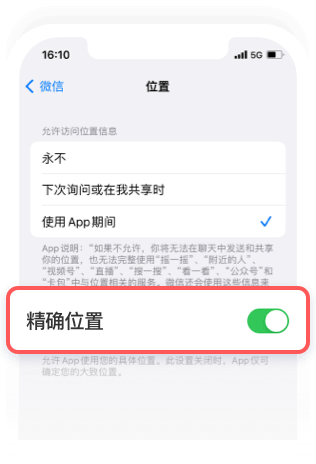 16:10
5G
微信
位置
允许访问位置信息
永不
下次询问或在我共享时
使用 App 期间
App 说明：“如果不允许，你将无法在聊天中发送和共享
你的位置，也无法完整使用“摇一摇”、“附近的人”、
“视频号”、“直播”、“搜一搜”、“看一看”、“公众号”和
“卡包”中与位置相关的服务。微信还会使用这些信息来
精确位置
允许 App 使用您的具体位置。此设置关闭时，App 仅可
确定您的大致位置。